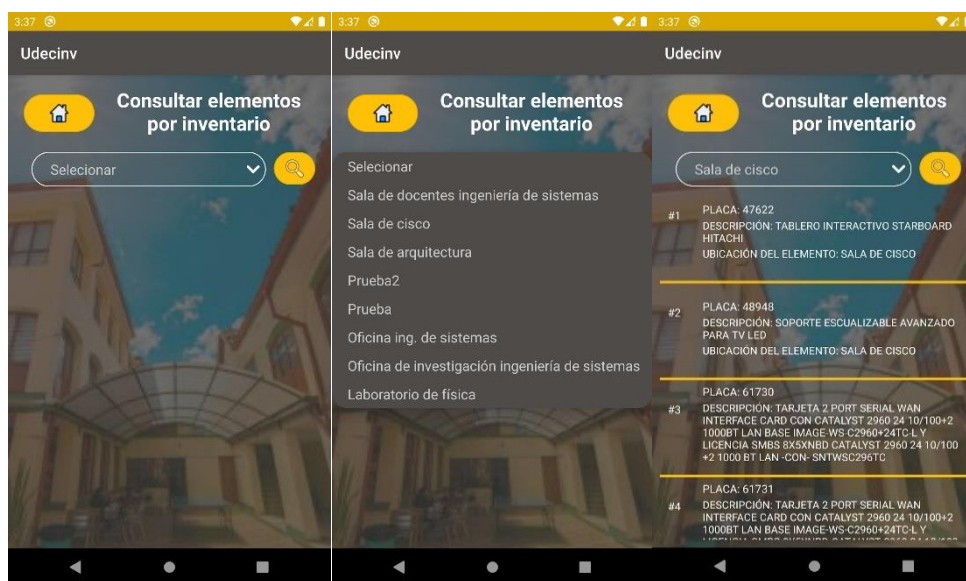 3:37
Udecinv
Consultar elementos
por inventario
Selecionar
3:37
Udecinv
Consultar elementos
por inventario
Selecionar
Sala de docentes ingeniería de sistemas
Sala de cisco
Sala de arquitectura
Prueba2
Prueba
Oficina ing. de sistemas
Oficina de investigación ingeniería de sistemas
Laboratorio de física
3:37
Udecinv
Consultar elementos
por inventario
Sala de cisco
#1
PLACA: 47622
DESCRIPCIÓN: TABLERO INTERACTIVO STARBOARD
HITACHI
UBICACIÓN DEL ELEMENTO: SALA DE CISCO
#2
PLACA: 48948
DESCRIPCIÓN: SOPORTE ESCUALIZABLE AVANZADO
PARA TV LED
UBICACIÓN DEL ELEMENTO: SALA DE CISCO
#3
PLACA: 61730
DESCRIPCIÓN: TARJETA 2 PORT SERIAL WAN
INTERFACE CARD CON CATALYST 2960 24 10/100+2
1000BT LAN BASE IMAGE-WS-C2960+24TC-L Y
LICENCIA SMBS 8X5XNBD CATALYST 2960 24 10/100
+2 1000 BT LAN -CON- SNTWSC296TC
#4
PLACA: 61731
DESCRIPCIÓN: TARJETA 2 PORT SERIAL WAN
INTERFACE CARD CON CATALYST 2960 24 10/100+2
1000BT LAN BASE IMAGE-WS-C2960+24TC-L Y